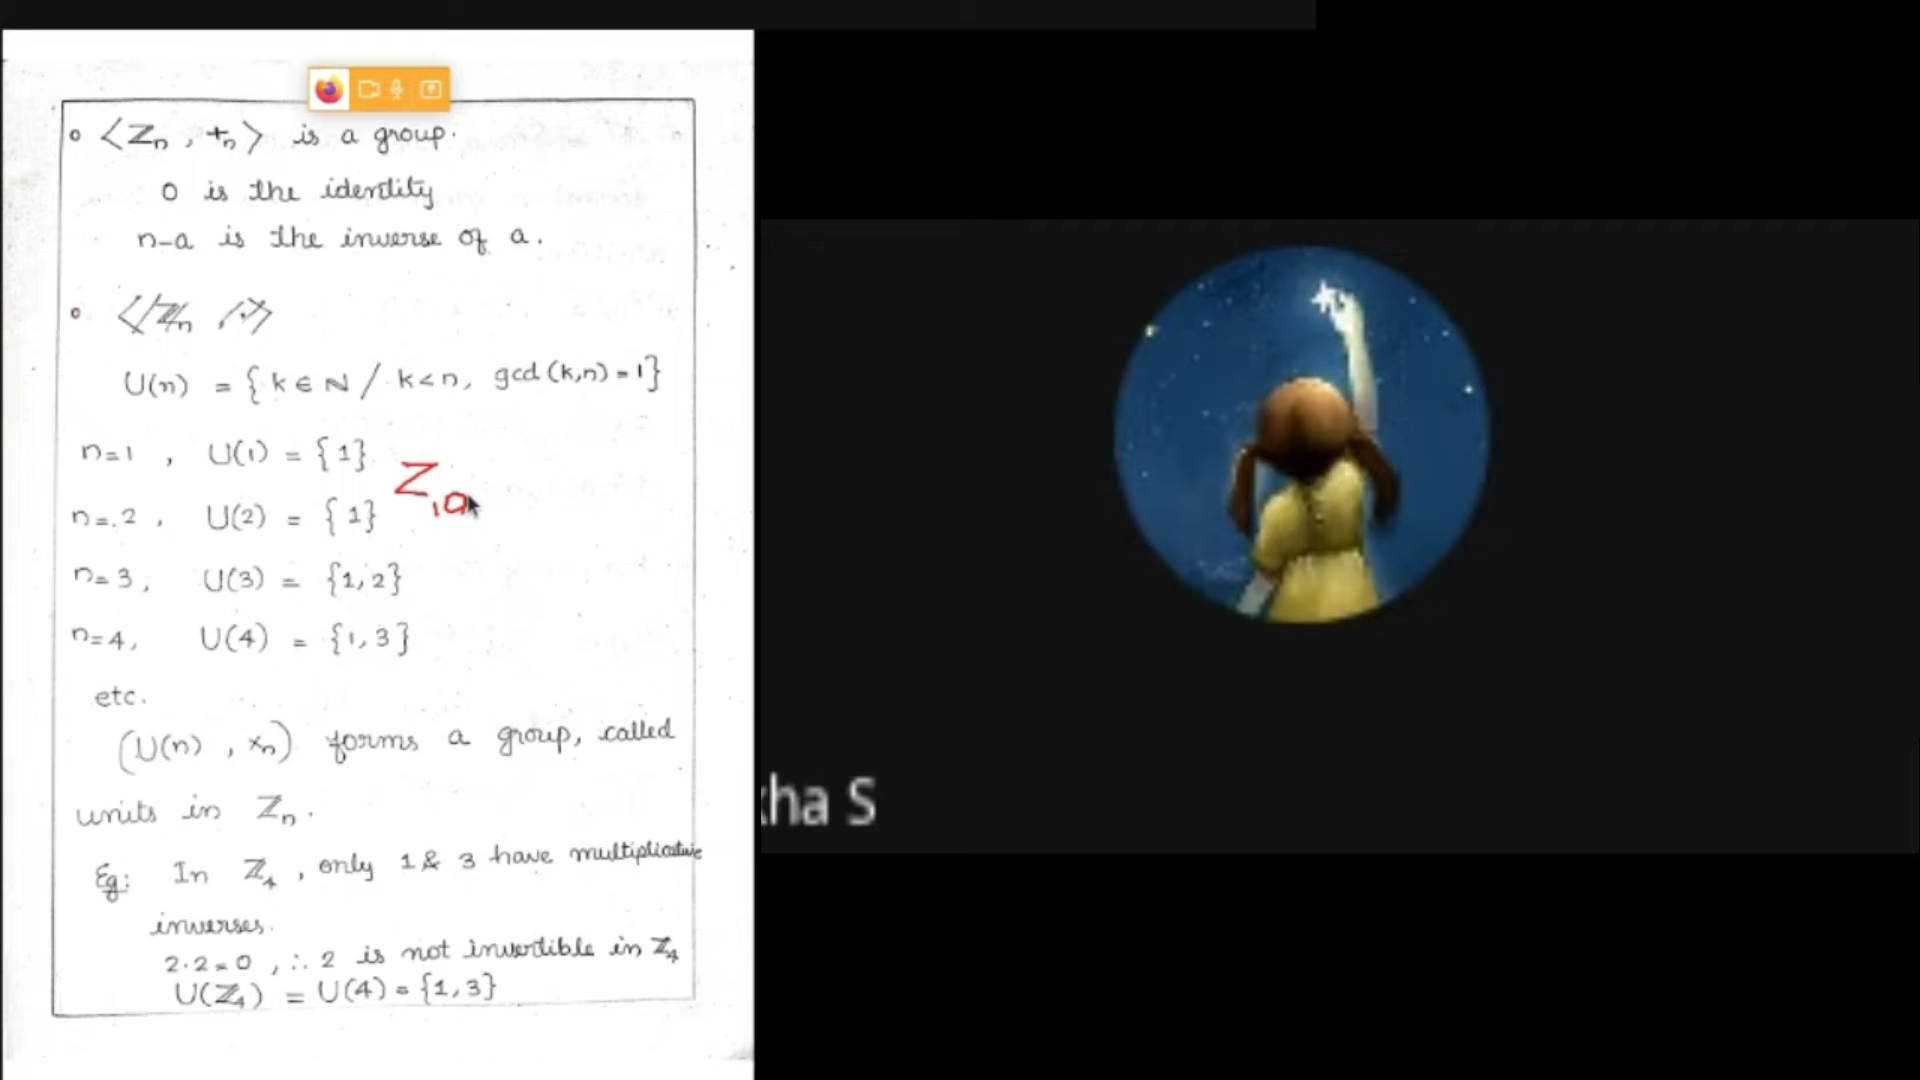 ∘ <ℤn , +n> is a group.
0 is the identity
n-a is the inverse of a.
∘ <ℤn , ·>
U(n) = {k ∈ ℕ / k<n, gcd(k,n)=1}
n=1 , U(1) = {1}
Z10
n=2 , U(2) = {1}
n=3, U(3) = {1,2}
n=4, U(4) = {1,3}
etc.
(U(n) , ×n) forms a group, called
units in ℤn.
Eg: In ℤ4 , only 1 & 3 have multiplicative
inverses.
2·2=0 , ∴ 2 is not invertible in ℤ4
U(ℤ4) = U(4) = {1,3}
kha S